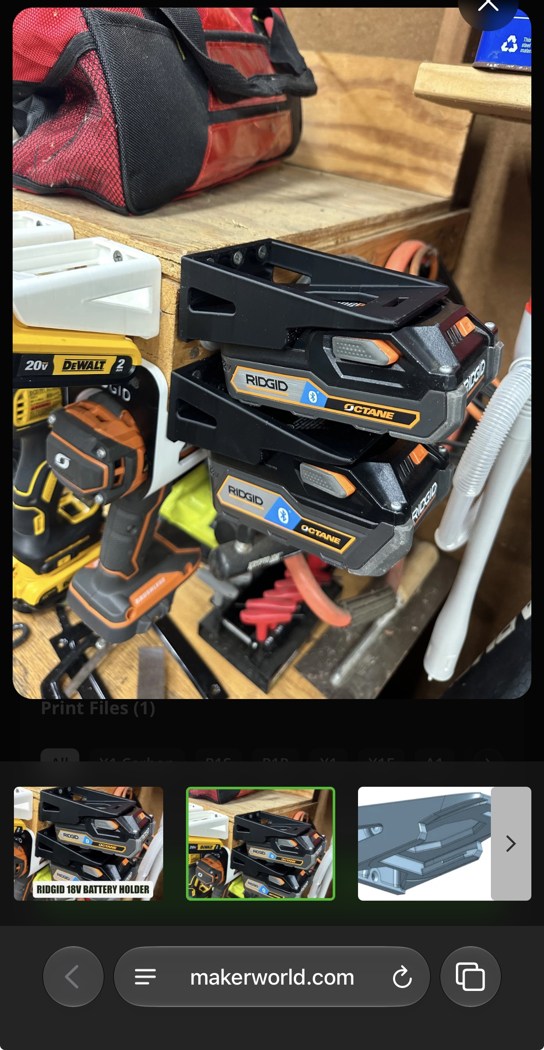 20V DEWALT 2
RIDGID
RIDGID
OCTANE
RIDGID
RIDGID
OCTANE
RIDGID
Print Files (1)
All
RIDGID 18V BATTERY HOLDER
makerworld.com